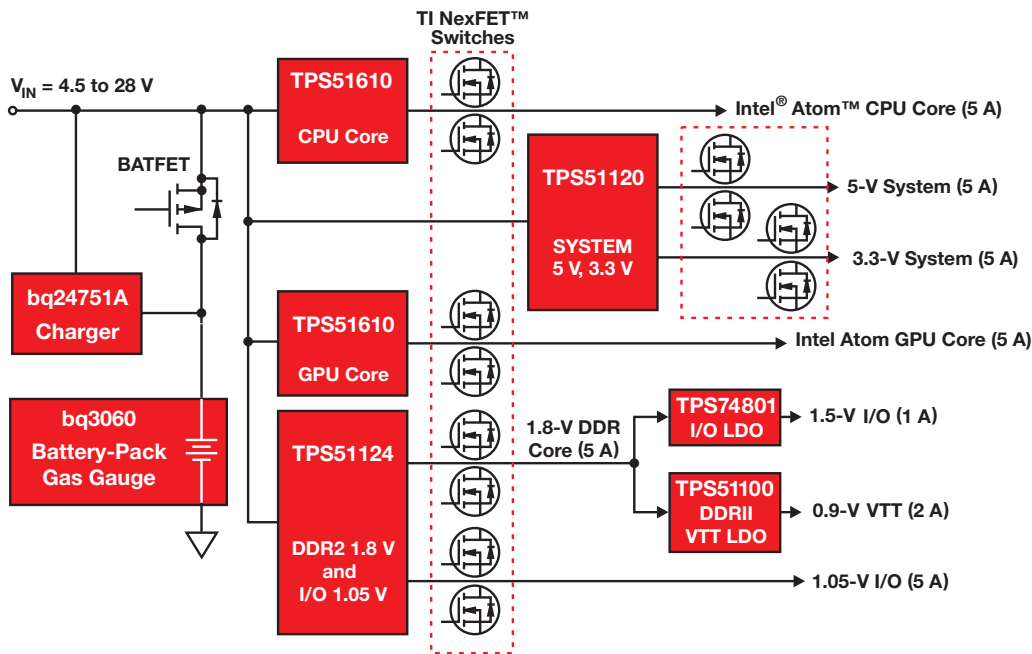 TI NexFET™
Switches
V_IN = 4.5 to 28 V
TPS51610
CPU Core
Intel® Atom™ CPU Core (5 A)
BATFET
TPS51120
SYSTEM
5 V, 3.3 V
5-V System (5 A)
3.3-V System (5 A)
bq24751A
Charger
TPS51610
GPU Core
Intel Atom GPU Core (5 A)
bq3060
Battery-Pack
Gas Gauge
TPS51124
DDR2 1.8 V
and
I/O 1.05 V
1.8-V DDR
Core (5 A)
TPS74801
I/O LDO
1.5-V I/O (1 A)
TPS51100
DDRII
VTT LDO
0.9-V VTT (2 A)
1.05-V I/O (5 A)